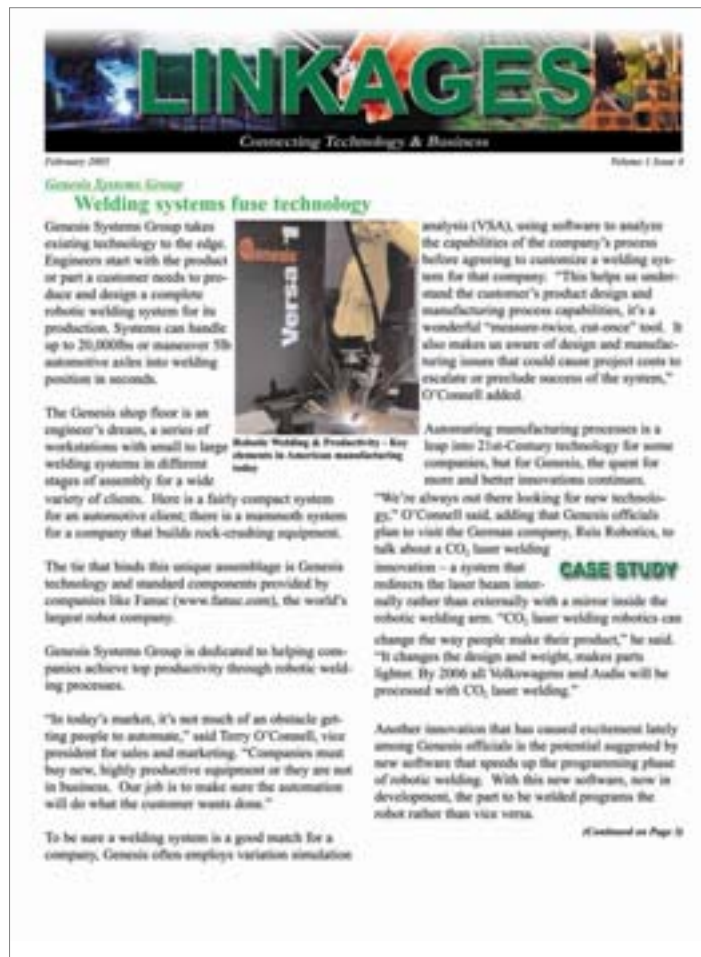 LINKAGES
Connecting Technology & Business
February 2005
Volume 1 Issue 4
Genesis Systems Group
Welding systems fuse technology
Genesis Systems Group takes
existing technology to the edge.
Engineers start with the product
or part a customer needs to pro-
duce and design a complete
robotic welding system for its
production. Systems can handle
up to 20,000lbs or maneuver 5lb
automotive axles into welding
position in seconds.
The Genesis shop floor is an
engineer's dream, a series of
workstations with small to large
welding systems in different
stages of assembly for a wide
variety of clients. Here is a fairly compact system
for an automotive client; there is a mammoth system
for a company that builds rock-crushing equipment.
The tie that binds this unique assemblage is Genesis
technology and standard components provided by
companies like Fanuc (www.fanuc.com), the world's
largest robot company.
Genesis Systems Group is dedicated to helping com-
panies achieve top productivity through robotic weld-
ing processes.
"In today's market, it's not much of an obstacle get-
ting people to automate," said Terry O'Connell, vice
president for sales and marketing. "Companies must
buy new, highly productive equipment or they are not
in business. Our job is to make sure the automation
will do what the customer wants done."
To be sure a welding system is a good match for a
company, Genesis often employs variation simulation
Genesis
Versa 1
Robotic Welding & Productivity - Key
elements in American manufacturing
today
analysis (VSA), using software to analyze
the capabilities of the company's process
before agreeing to customize a welding sys-
tem for that company. "This helps us under-
stand the customer's product design and
manufacturing process capabilities, it's a
wonderful "measure-twice, cut-once" tool. It
also makes us aware of design and manufac-
turing issues that could cause project costs to
escalate or preclude success of the system,"
O'Connell added.
Automating manufacturing processes is a
leap into 21st-Century technology for some
companies, but for Genesis, the quest for
more and better innovations continues.
"We're always out there looking for new technolo-
gy," O'Connell said, adding that Genesis officials
plan to visit the German company, Reis Robotics, to
talk about a CO₂ laser welding
innovation – a system that
redirects the laser beam inter-
nally rather than externally with a mirror inside the
robotic welding arm. "CO₂ laser welding robotics can
change the way people make their product," he said.
"It changes the design and weight, makes parts
lighter. By 2006 all Volkswagens and Audis will be
processed with CO₂ laser welding."
CASE STUDY
Another innovation that has caused excitement lately
among Genesis officials is the potential suggested by
new software that speeds up the programming phase
of robotic welding. With this new software, now in
development, the part to be welded programs the
robot rather than vice versa.
(Continued on Page 3)